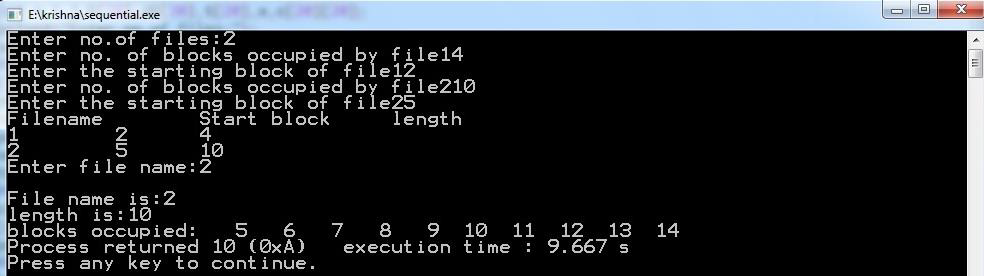 E:\krishna\sequential.exe
Enter no.of files:2
Enter no. of blocks occupied by file14
Enter the starting block of file12
Enter no. of blocks occupied by file210
Enter the starting block of file25
Filename Start block length
1 2 4
2 5 10
Enter file name:2
File name is:2
length is:10
blocks occupied: 5 6 7 8 9 10 11 12 13 14
Process returned 10 (0xA) execution time : 9.667 s
Press any key to continue.